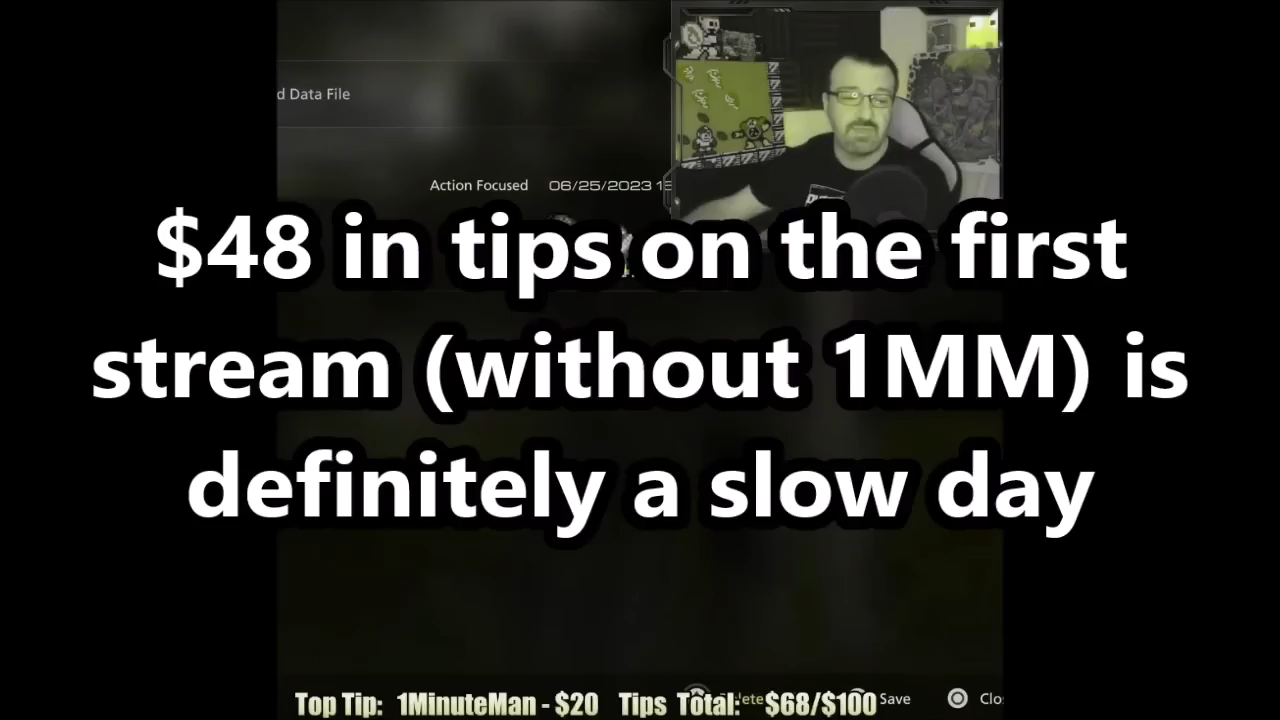 d Data File
Action Focused 06/25/2023 1
$48 in tips on the first
stream (without 1MM) is
definitely a slow day
Save
Top Tip: 1MinuteMan - $20 Tips Total: $68/$100